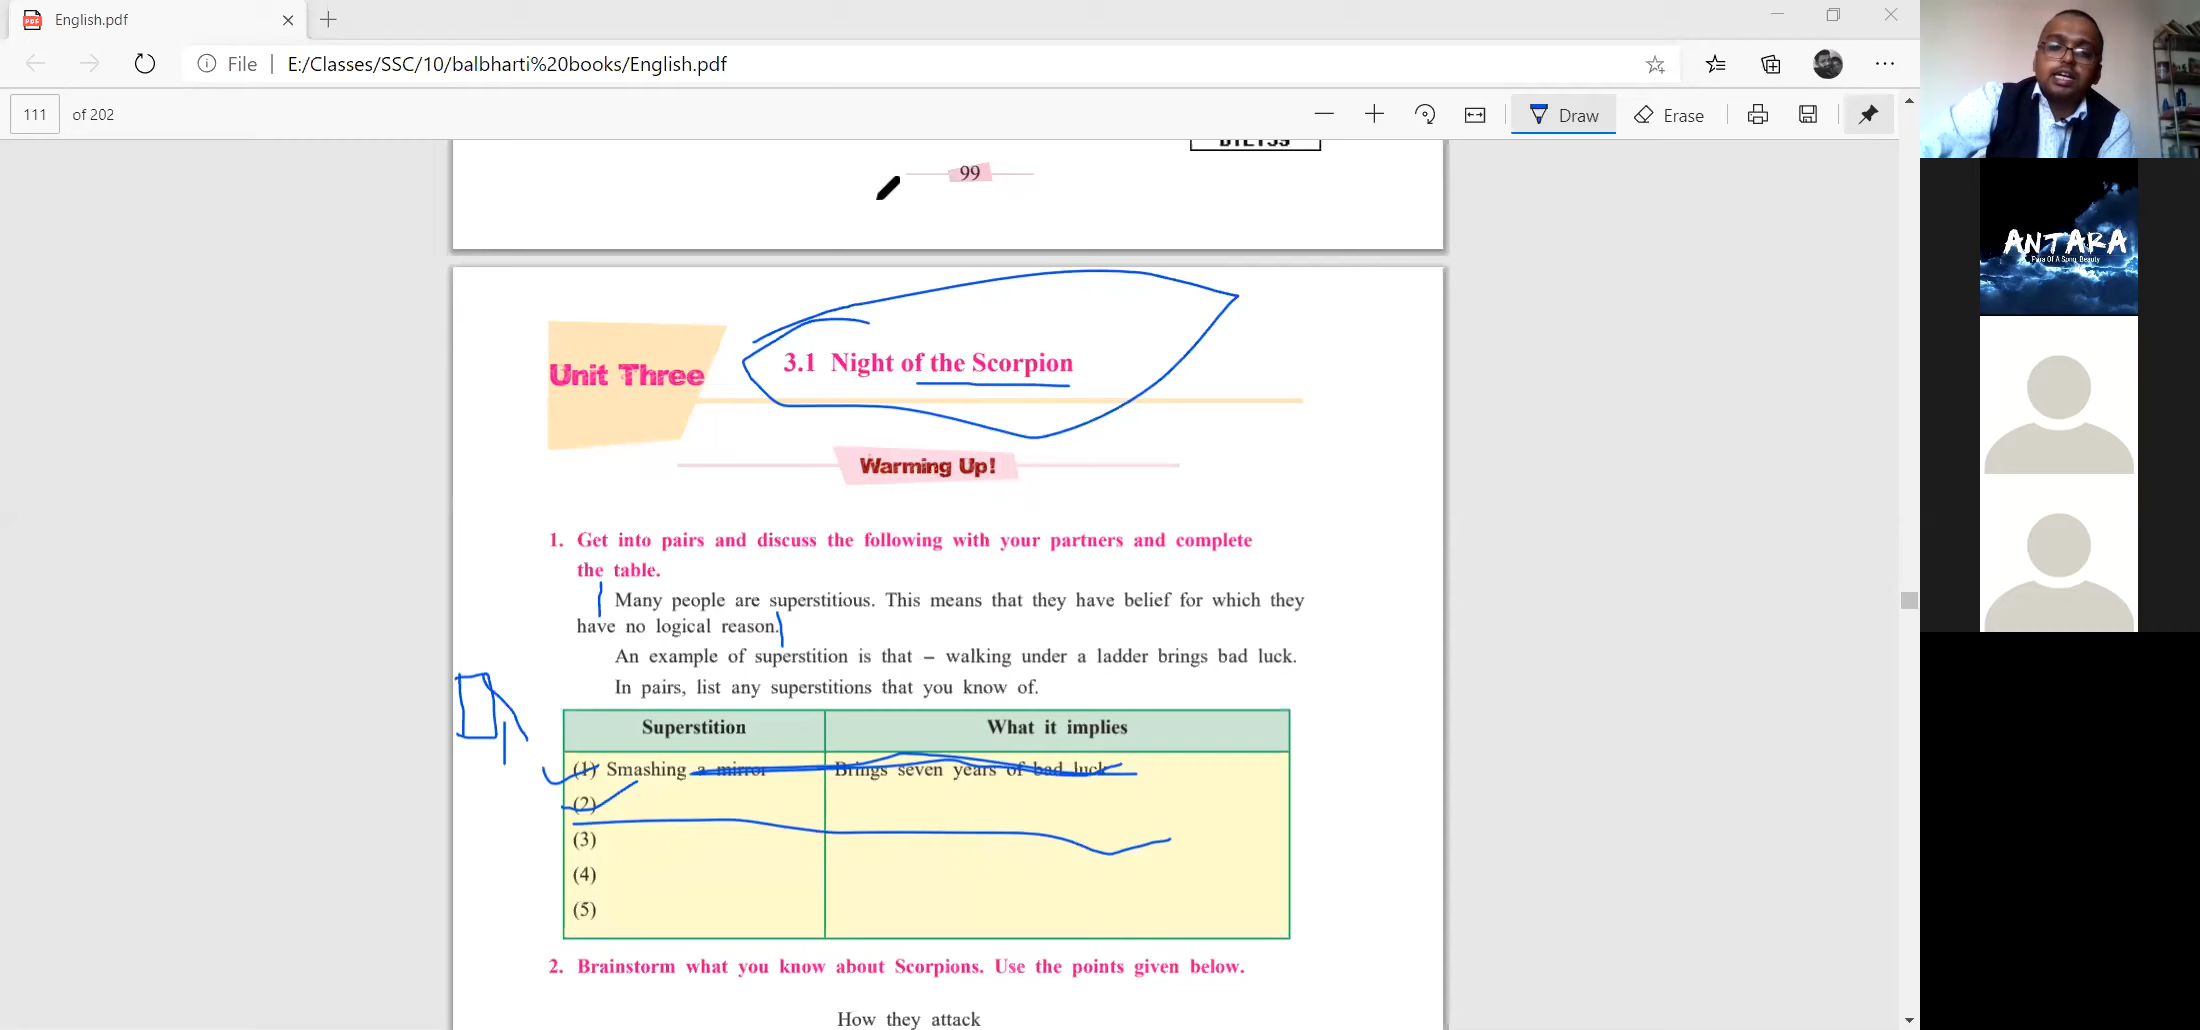 English.pdf
File
E:/Classes/SSC/10/balbharti%20books/English.pdf
111 of 202
Draw
Erase
99
Unit Three
3.1 Night of the Scorpion
Warming Up!
1. Get into pairs and discuss the following with your partners and complete
the table.
Many people are superstitious. This means that they have belief for which they
have no logical reason.
An example of superstition is that – walking under a ladder brings bad luck.
In pairs, list any superstitions that you know of.
Superstition What it implies
(1) Smashing a mirror Brings seven years of bad luck
(2)
(3)
(4)
(5)
2. Brainstorm what you know about Scorpions. Use the points given below.
How they attack
ANTARA